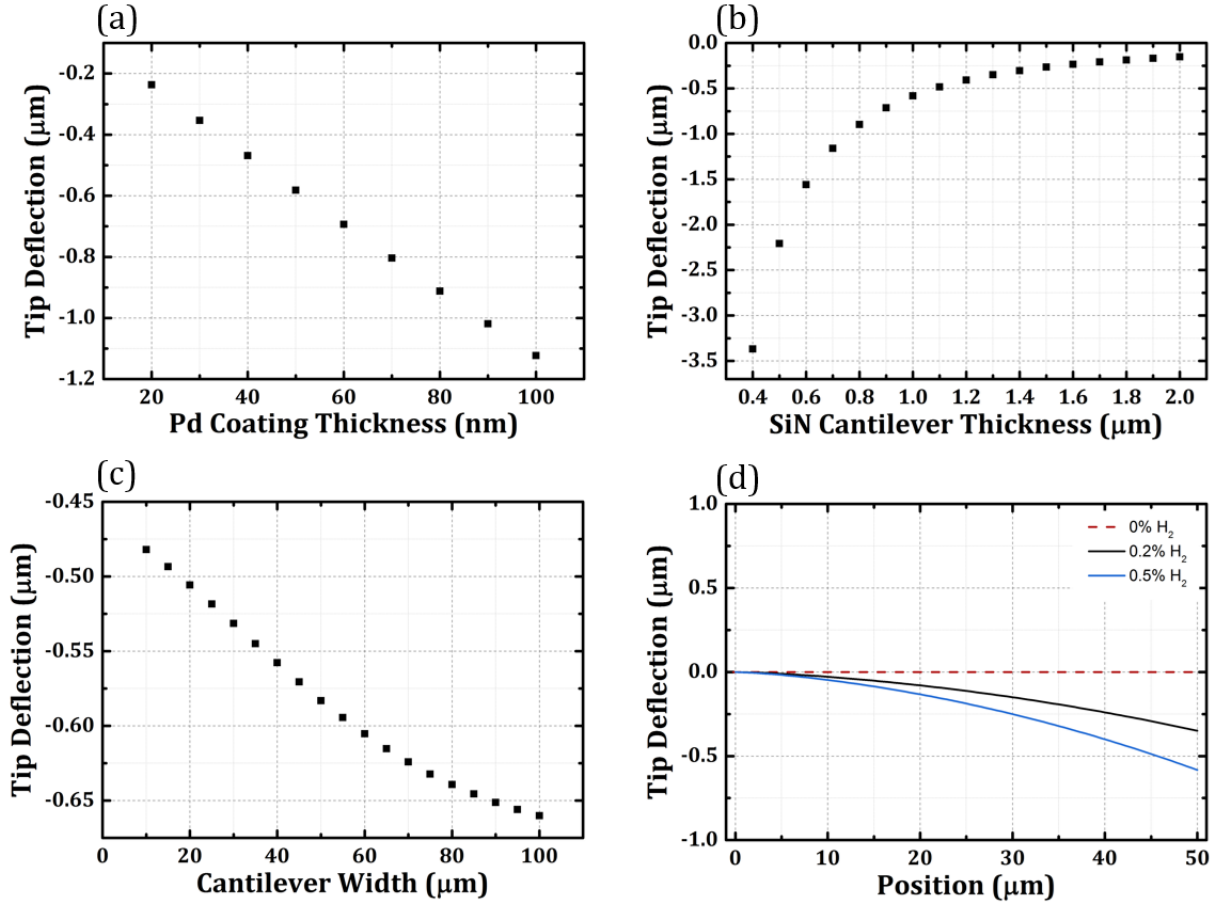 (a)
Tip Deflection (μm)
-0.2
-0.4
-0.6
-0.8
-1.0
-1.2
20 40 60 80 100
Pd Coating Thickness (nm)
(b)
Tip Deflection (μm)
0.0
-0.5
-1.0
-1.5
-2.0
-2.5
-3.0
-3.5
0.4 0.6 0.8 1.0 1.2 1.4 1.6 1.8 2.0
SiN Cantilever Thickness (μm)
(c)
Tip Deflection (μm)
-0.45
-0.50
-0.55
-0.60
-0.65
0 20 40 60 80 100
Cantilever Width (μm)
(d)
Tip Deflection (μm)
1.0
0.5
0.0
-0.5
-1.0
0% H₂
0.2% H₂
0.5% H₂
0 10 20 30 40 50
Position (μm)